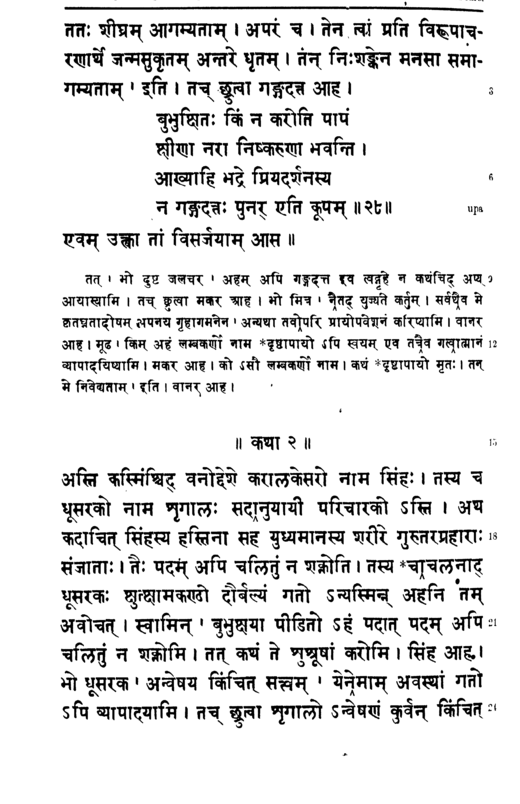 ततः शीघ्रम् आगम्यताम् । अपरं च । तेन त्वां प्रति विरूपाच-
रणार्थे जन्मसुकृतम् अन्तरे धृतम् । तन् निःशङ्केन मनसा समा-
गम्यताम् ' इति । तच् छ्रुत्वा गङ्गदत्त आह । 3
बुभुक्षितः किं न करोति पापं
क्षीणा नरा निष्करुणा भवन्ति ।
आख्याहि भद्रे प्रियदर्शनस्य 6
न गङ्गदत्तः पुनर् एति कूपम् ॥ २८॥ upa
एवम् उक्त्वा तां विसर्जयाम् आस ॥
तत् ' भो दुष्ट जलचर ' अहम् अपि गङ्गदत्त इव त्वद्गृहे न कथंचिद् अप्य् 9
आयास्यामि । तच् छ्रुत्वा मकर आह । भो मित्र ' नैतद् युज्यते कर्तुम् । सर्वथैव मे
कृतघ्नतादोषम् अपनय गृहागमनेन ' अन्यथा तवोपरि प्रायोपवेशनं करिष्यामि । वानर
आह । मूढ ' किम् अहं लम्बकर्णो नाम *दृष्टापायो ऽपि स्वयम् एव तत्रैव गत्वात्मानं 12
व्यापादयिष्यामि । मकर आह । को ऽसौ लम्बकर्णो नाम । कथं *दृष्टापायो मृतः । तन्
मे निवेद्यताम् ' इति । वानर आह ।
॥ कथा २ ॥ 15
अस्ति कस्मिंश्चिद् वनोद्देशे करालकेसरो नाम सिंहः । तस्य च
धूसरको नाम शृगालः सदानुयायी परिचारको ऽस्ति । अथ
कदाचित् सिंहस्य हस्तिना सह युध्यमानस्य शरीरे गुरुतरप्रहाराः 18
संजाताः । तैः पदम् अपि चलितुं न शक्नोति । तस्य *चाचलनाद्
धूसरकः क्षुत्क्षामकण्ठो दौर्बल्यं गतो ऽन्यस्मिन्न् अहनि तम्
अवोचत् । स्वामिन् ' बुभुक्षया पीडितो ऽहं पदात् पदम् अपि 21
चलितुं न शक्नोमि । तत् कथं ते शुश्रूषां करोमि । सिंह आह ।
भो धूसरक ' अन्वेषय किंचित् सत्त्वम् ' येनेमाम् अवस्थां गतो
ऽपि व्यापादयामि । तच् छ्रुत्वा शृगालो ऽन्वेषणं कुर्वन् किंचित् 24